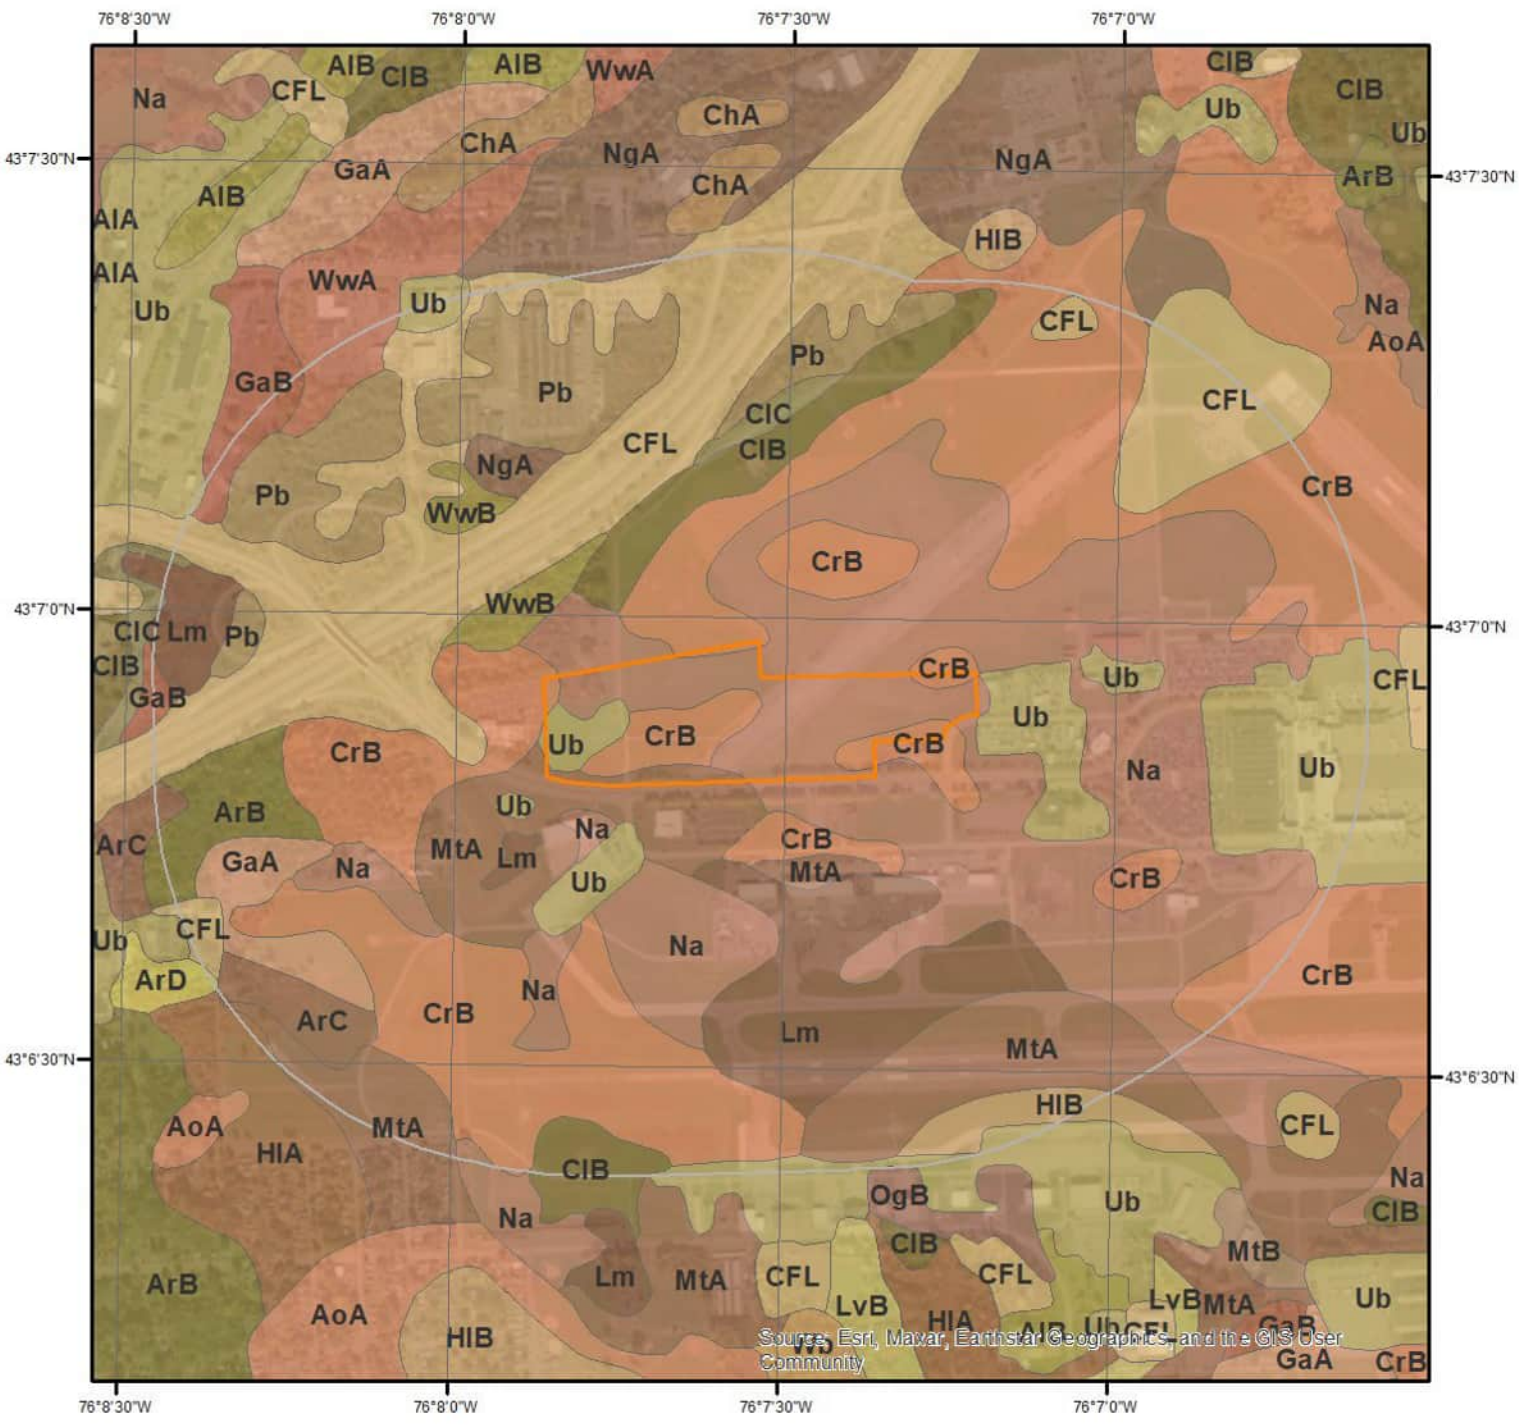 76°8'30"W 76°8'0"W 76°7'30"W 76°7'0"W
AlB AlB WwA ClB
CFL ClB ClB
Na ChA Ub
43°7'30"N NgA ChA NgA Ub
GaA ChA ArB 43°7'30"N
AlB
AlA HlB
AlA WwA
Ub Ub CFL Na
AoA
GaB Pb Pb CFL
ClC
CFL ClB
NgA CrB
Pb WwB
CrB
43°7'0"N WwB 43°7'0"N
ClC Lm Pb
ClB CrB Ub CFL
GaB
Ub
CrB Ub CrB CrB Na Ub
ArB Ub
ArC Na CrB
GaA Na MtA Lm MtA CrB
Ub
Ub CFL Na
ArD Na CrB
ArC CrB Lm
43°6'30"N MtA 43°6'30"N
HlB
AoA MtA CFL
HlA
ClB OgB Ub Na
Na ClB
ClB MtB
ArB Lm MtA CFL CFL Ub
AoA LvB LvB MtA
HlB HlA AlB Ub CFL GaB
Wb GaA CrB
Source: Esri, Maxar, Earthstar Geographics, and the GIS User
Community
76°8'30"W 76°8'0"W 76°7'30"W 76°7'0"W